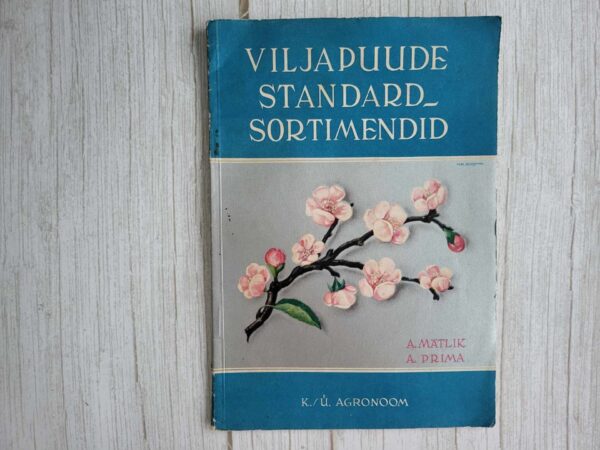 VILJAPUUDE
STANDARD-
SORTIMENDID
A. MÄTLIK
A. PRIMA
K./Ü. AGRONOOM